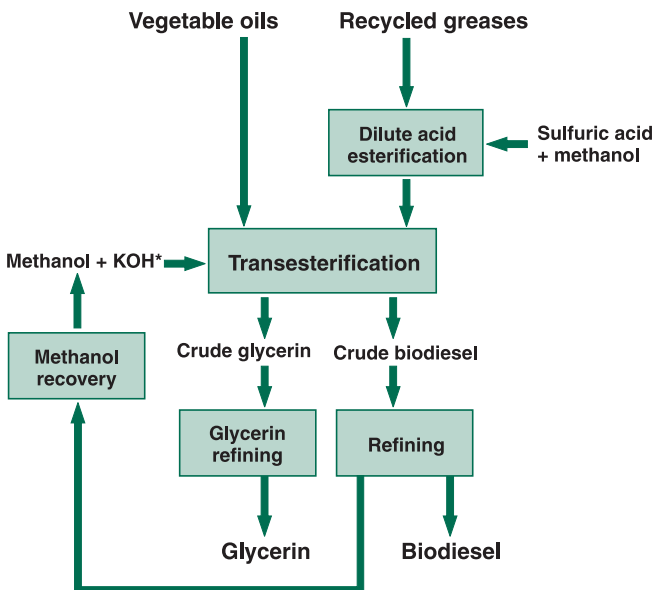 Vegetable oils
Recycled greases
Dilute acid
esterification
Sulfuric acid
+ methanol
Methanol + KOH*
Transesterification
Crude glycerin
Crude biodiesel
Methanol
recovery
Glycerin
refining
Refining
Glycerin
Biodiesel